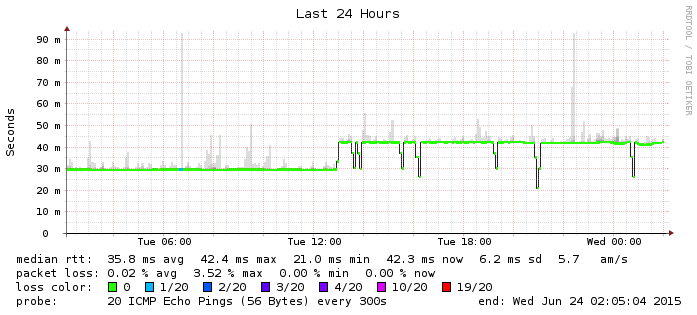 Last 24 Hours
RRDTOOL / TOBI OETIKER
Seconds
90 m
80 m
70 m
60 m
50 m
40 m
30 m
20 m
10 m
0
Tue 06:00 Tue 12:00 Tue 18:00 Wed 00:00
median rtt: 35.8 ms avg 42.4 ms max 21.0 ms min 42.3 ms now 6.2 ms sd 5.7 am/s
packet loss: 0.02 % avg 3.52 % max 0.00 % min 0.00 % now
loss color: 0 1/20 2/20 3/20 4/20 10/20 19/20
probe: 20 ICMP Echo Pings (56 Bytes) every 300s end: Wed Jun 24 02:05:04 2015